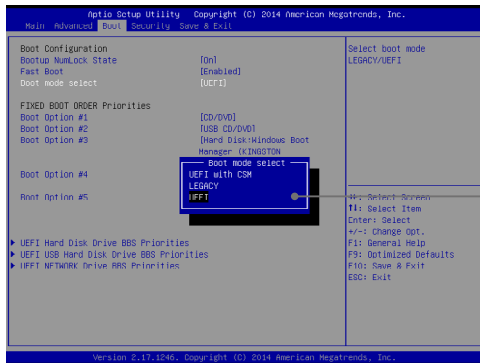 Aptio Setup Utility Copyright (C) 2014 American Megatrends, Inc.
Main Advanced Boot Security Save & Exit
Boot Configuration
Bootup NumLock State [On]
Fast Boot [Enabled]
Boot mode select [UEFI]
FIXED BOOT ORDER Priorities
Boot Option #1 [CD/DVD]
Boot Option #2 [USB CD/DVD]
Boot Option #3 [Hard Disk:Windows Boot
Manager (KINGSTON
Boot mode select
UEFI with CSM
LEGACY
UEFI
Boot Option #4
Boot Option #5
UEFI Hard Disk Drive BBS Priorities
UEFI USB Hard Disk Drive BBS Priorities
UEFI NETWORK Drive BBS Priorities
Select boot mode
LEGACY/UEFI
→←: Select Screen
↑↓: Select Item
Enter: Select
+/-: Change Opt.
F1: General Help
F9: Optimized Defaults
F10: Save & Exit
ESC: Exit
Version 2.17.1246. Copyright (C) 2014 American Megatrends, Inc.